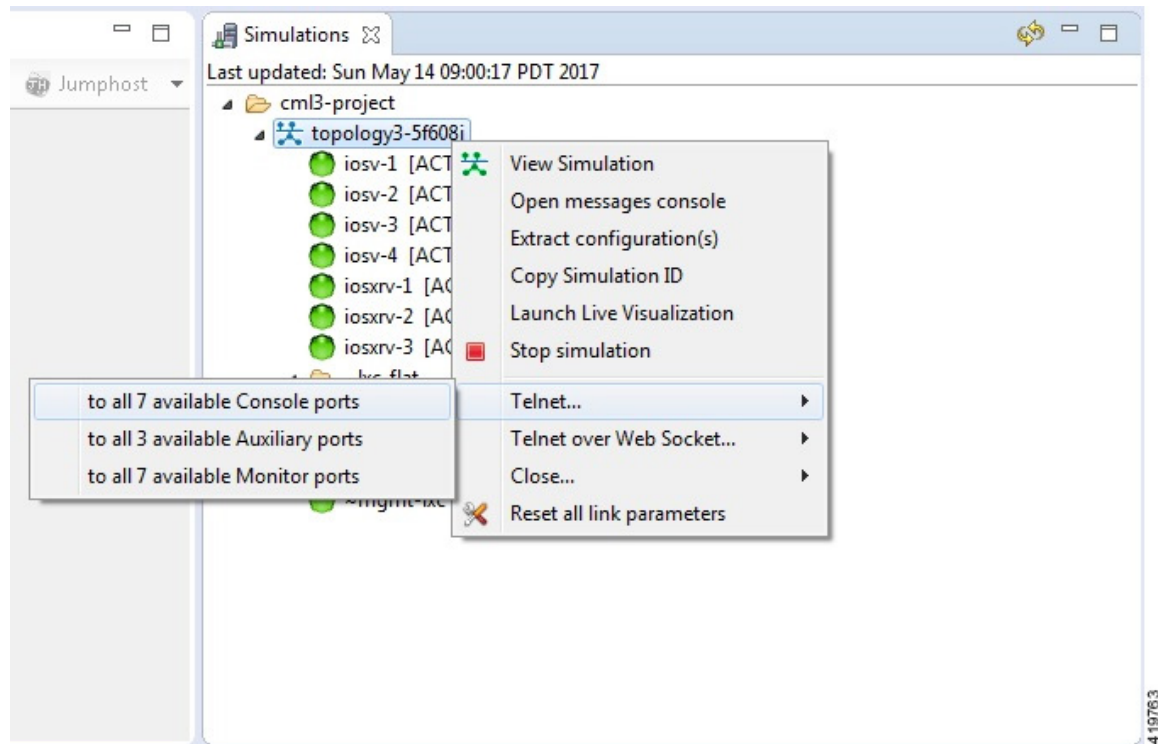 Simulations
Jumphost
Last updated: Sun May 14 09:00:17 PDT 2017
cml3-project
topology3-5f608i
iosv-1 [ACT
iosv-2 [ACT
iosv-3 [ACT
iosv-4 [ACT
iosxrv-1 [AC
iosxrv-2 [AC
iosxrv-3 [AC
View Simulation
Open messages console
Extract configuration(s)
Copy Simulation ID
Launch Live Visualization
Stop simulation
Telnet...
Telnet over Web Socket...
Close...
Reset all link parameters
to all 7 available Console ports
to all 3 available Auxiliary ports
to all 7 available Monitor ports
~mgmt-lxc
419763